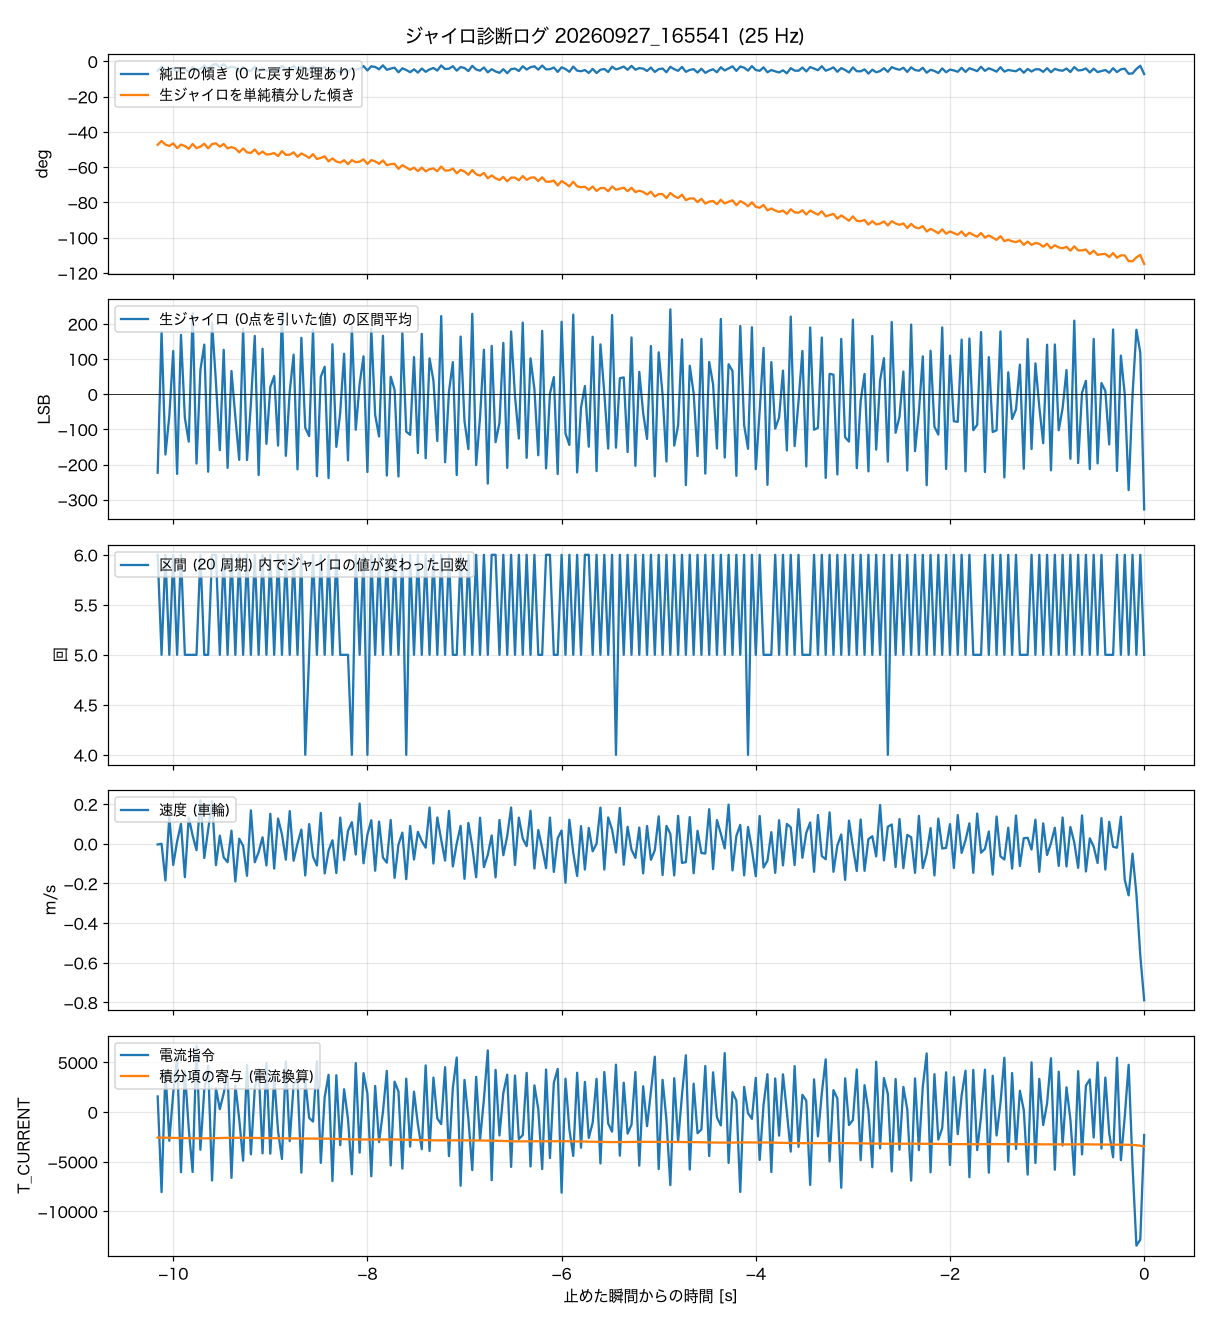 ジャイロ診断ログ 20260927_165541 (25 Hz)
純正の傾き (0 に戻す処理あり)
生ジャイロを単純積分した傾き
deg
0
−20
−40
−60
−80
−100
−120
生ジャイロ (0点を引いた値) の区間平均
LSB
200
100
0
−100
−200
−300
区間 (20 周期) 内でジャイロの値が変わった回数
回
6.0
5.5
5.0
4.5
4.0
速度 (車輪)
m/s
0.2
0.0
−0.2
−0.4
−0.6
−0.8
電流指令
積分項の寄与 (電流換算)
T_CURRENT
5000
0
−5000
−10000
−10 −8 −6 −4 −2 0
止めた瞬間からの時間 [s]